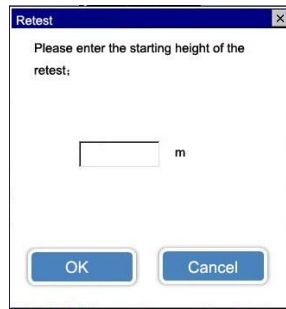 Retest
Please enter the starting height of the
retest;
m
OK
Cancel